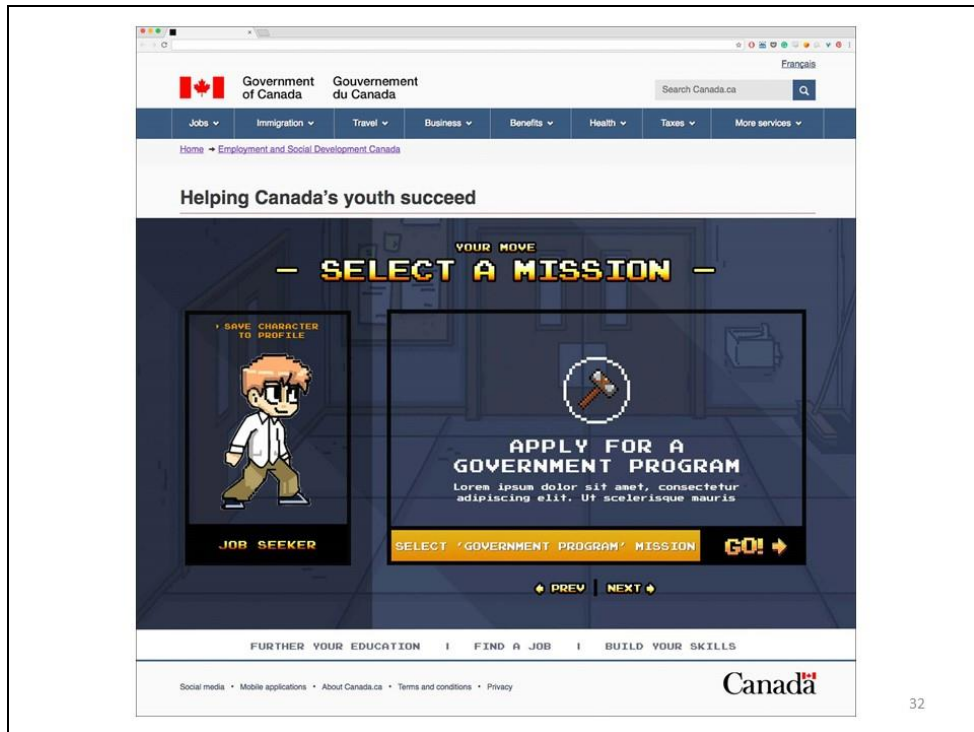 Français
Government of Canada
Gouvernement du Canada
Search Canada.ca
Jobs Immigration Travel Business Benefits Health Taxes More services
Home → Employment and Social Development Canada
Helping Canada's youth succeed
YOUR MOVE
— SELECT A MISSION —
› SAVE CHARACTER
TO PROFILE
JOB SEEKER
APPLY FOR A
GOVERNMENT PROGRAM
Lorem ipsum dolor sit amet, consectetur
adipiscing elit. Ut scelerisque mauris
SELECT 'GOVERNMENT PROGRAM' MISSION GO!
PREV | NEXT
FURTHER YOUR EDUCATION | FIND A JOB | BUILD YOUR SKILLS
Social media • Mobile applications • About Canada.ca • Terms and conditions • Privacy
Canada
32